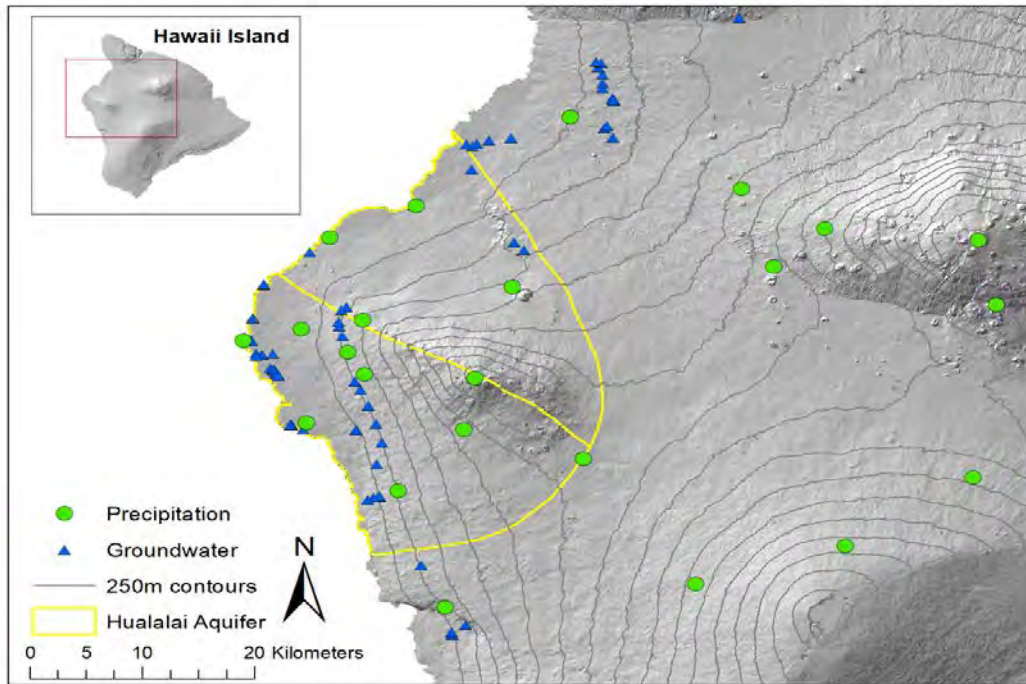 Hawaii Island
Precipitation
Groundwater
250m contours
Hualalai Aquifer
N
0 5 10 20 Kilometers